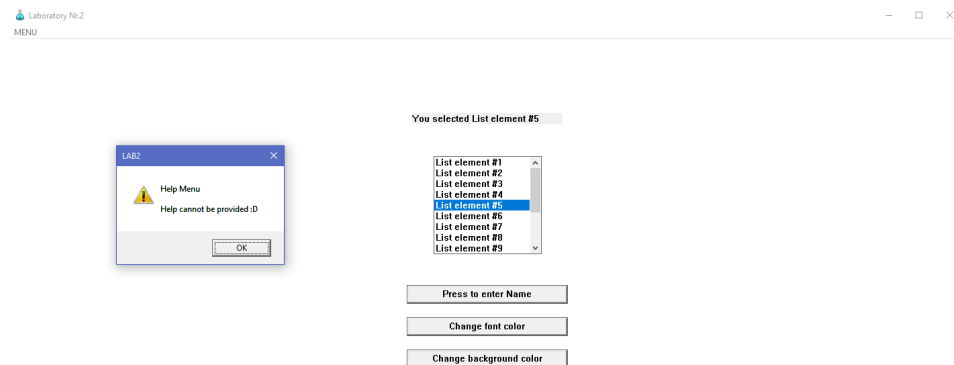 Laboratory Nr.2
MENU
You selected List element #5
LAB2
Help Menu
Help cannot be provided :D
OK
List element #1
List element #2
List element #3
List element #4
List element #5
List element #6
List element #7
List element #8
List element #9
Press to enter Name
Change font color
Change background color